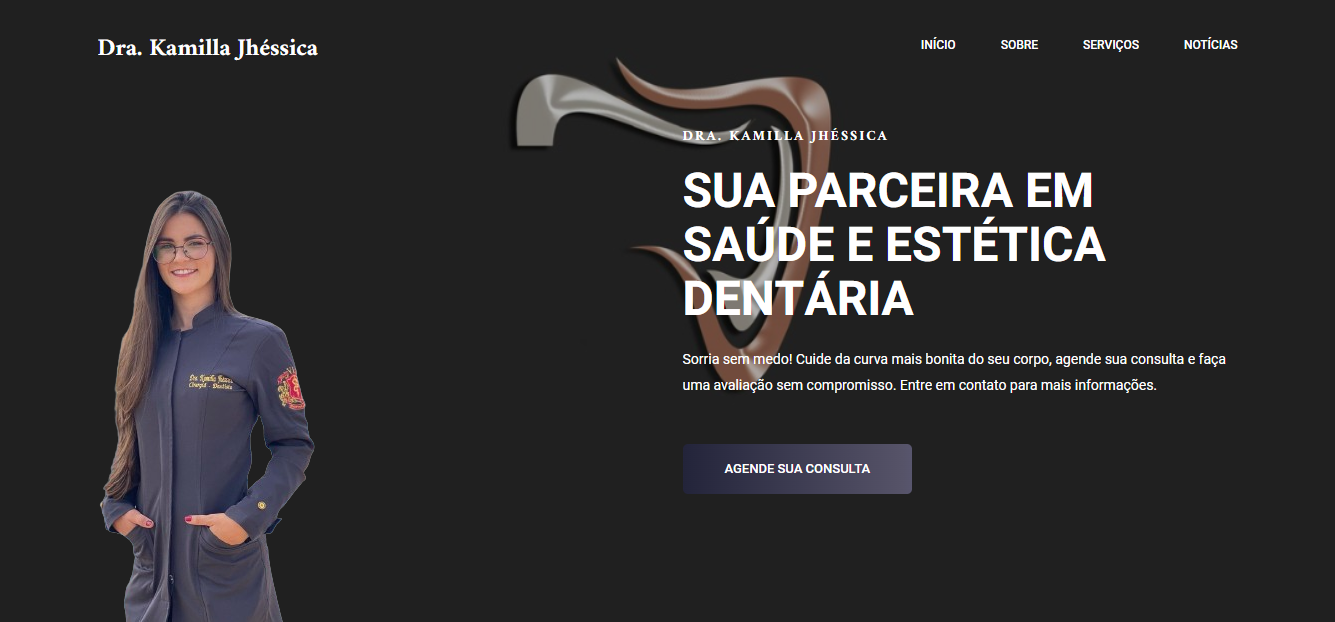 Dra. Kamilla Jhéssica
INÍCIO
SOBRE
SERVIÇOS
NOTÍCIAS
DRA. KAMILLA JHÉSSICA
SUA PARCEIRA EM
SAÚDE E ESTÉTICA
DENTÁRIA
Sorria sem medo! Cuide da curva mais bonita do seu corpo, agende sua consulta e faça
uma avaliação sem compromisso. Entre em contato para mais informações.
AGENDE SUA CONSULTA
Dra. Kamilla
Cirurgiã - Dentista